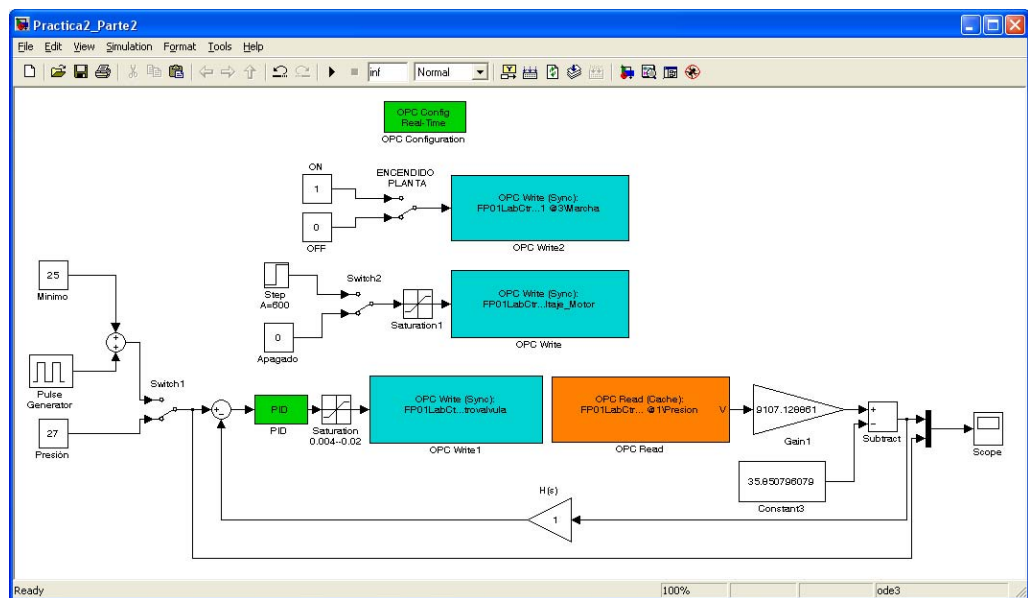 Practica2_Parte2
File Edit View Simulation Format Tools Help
inf
Normal
OPC Config
Real-Time
OPC Configuration
ON
1
0
OFF
ENCENDIDO
PLANTA
OPC Write (Sync):
FP01LabCtr...1 @3\Marcha
OPC Write2
25
Minimo
Step
A=600
Switch2
0
Apagado
Saturation1
OPC Write (Sync):
FP01LabCtr...ltaje_Motor
OPC Write
+
+
Pulse
Generator
Switch1
27
Presión
+
-
PID
PID
Saturation
0.004--0.02
OPC Write (Sync):
FP01LabCt...trovalvula
OPC Write1
OPC Read (Cache):
FP01LabCtr... @1\Presion
V
OPC Read
9107.128861
Gain1
+
-
Subtract
Scope
35.850796079
Constant3
H(s)
1
Ready
100%
ode3